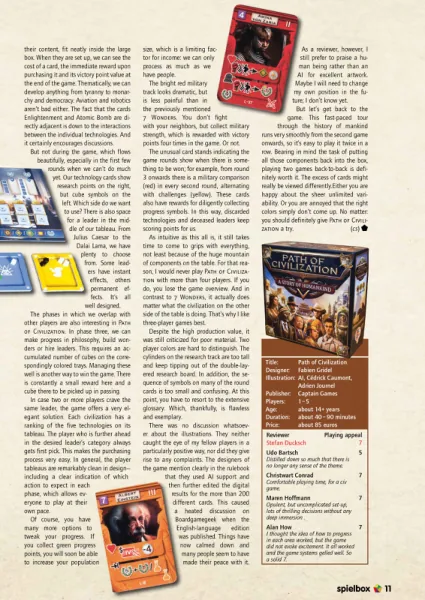 their content, fit neatly inside the large
box. When they are set up, we can see the
cost of a card, the immediate reward upon
purchasing it and its victory point value at
the end of the game. Thematically, we can
develop anything from tyranny to monar-
chy and democracy. Aviation and robotics
aren't bad either. The fact that the cards
Enlightenment and Atomic Bomb are di-
rectly adjacent is down to the interactions
between the individual technologies. And
it certainly encourages discussions.
But not during the game, which flows
beautifully, especially in the first few
rounds when we can't do much
yet. Our technology cards show
research points on the right,
but cube symbols on the
left. Which side do we want
to use? There is also space
for a leader in the mid-
dle of our tableau. From
Julius Caesar to the
Dalai Lama, we have
plenty to choose
from. Some lead-
ers have instant
effects, others
permanent ef-
fects. It's all
well designed.
The phases in which we overlap with
other players are also interesting in PATH
OF CIVILIZATION. In phase three, we can
make progress in philosophy, build won-
ders or hire leaders. This requires an ac-
cumulated number of cubes on the corre-
spondingly colored trays. Managing these
well is another way to win the game. There
is constantly a small reward here and a
cube there to be picked up in passing.
In case two or more players crave the
same leader, the game offers a very el-
egant solution. Each civilization has a
ranking of the five technologies on its
tableau. The player who is further ahead
in the desired leader's category always
gets first pick. This makes the purchasing
process very easy. In general, the player
tableaus are remarkably clean in design—
including a clear indication of which
action to expect in each
phase, which allows ev-
eryone to play at their
own pace.
Of course, you have
many more options to
tweak your progress. If
you collect green progress
points, you will soon be able
to increase your population
size, which is a limiting fac-
tor for income: we can only
process as much as we
have people.
The bright red military
track looks dramatic, but
is less painful than in
the previously mentioned
7 WONDERS. You don't fight
with your neighbors, but collect military
strength, which is rewarded with victory
points four times in the game. Or not.
The unusual card stands indicating the
game rounds show when there is some-
thing to be won; for example, from round
3 onwards there is a military comparison
(red) in every second round, alternating
with challenges (yellow). These cards
also have rewards for diligently collecting
progress symbols. In this way, discarded
technologies and deceased leaders keep
scoring points for us.
As intuitive as this all is, it still takes
time to come to grips with everything,
not least because of the huge mountain
of components on the table. For that rea-
son, I would never play PATH OF CIVILIZA-
TION with more than four players. If you
do, you lose the game overview. And in
contrast to 7 WONDERS, it actually does
matter what the civilization on the other
side of the table is doing. That's why I like
three-player games best.
Despite the high production value, it
was still criticized for poor material. Two
player colors are hard to distinguish. The
cylinders on the research track are too tall
and keep tipping out of the double-lay-
ered research board. In addition, the se-
quence of symbols on many of the round
cards is too small and confusing. At this
point, you have to resort to the extensive
glossary. Which, thankfully, is flawless
and exemplary.
There was no discussion whatsoev-
er about the illustrations. They neither
caught the eye of my fellow players in a
particularly positive way, nor did they give
rise to any complaints. The designers of
the game mention clearly in the rulebook
that they used AI support and
then further edited the digital
results for the more than 200
different cards. This caused
a heated discussion on
Boardgamegeek when the
English-language edition
was published. Things have
now calmed down and
many people seem to have
made their peace with it.
As a reviewer, however, I
still prefer to praise a hu-
man being rather than an
AI for excellent artwork.
Maybe I will need to change
my own position in the fu-
ture; I don't know yet.
But let's get back to the
game. This fast-paced tour
through the history of mankind
runs very smoothly from the second game
onwards, so it's easy to play it twice in a
row. Bearing in mind the task of putting
all those components back into the box,
playing two games back-to-back is defi-
nitely worth it. The excess of cards might
really be viewed differently. Either you are
happy about the sheer unlimited vari-
ability. Or you are annoyed that the right
colors simply don't come up. No matter:
you should definitely give PATH OF CIVILI-
ZATION a try. (cs)
PATH OF
CIVILIZATION
A STORY OF HUMANKIND
Title: Path of Civilization
Designer: Fabien Gridel
Illustration: AI, Cédrick Caumont,
Adrien Journel
Publisher: Captain Games
Players: 1–5
Age: about 14+ years
Duration: about 40–90 minutes
Price: about 85 euros
Reviewer Playing appeal
Stefan Ducksch 7
Udo Bartsch 5
Distilled down so much that there is
no longer any sense of the theme
Christwart Conrad 7
Comfortable playing time, for a civ
game.
Maren Hoffmann 7
Opulent, but uncomplicated set-up;
lots of thrilling decisions without any
deep immersion
Alan How 7
I thought the idea of how to progress
in each area worked, but the game
did not evoke excitement. It all worked
and the game systems gelled well. So
a solid 7.
spielbox 11